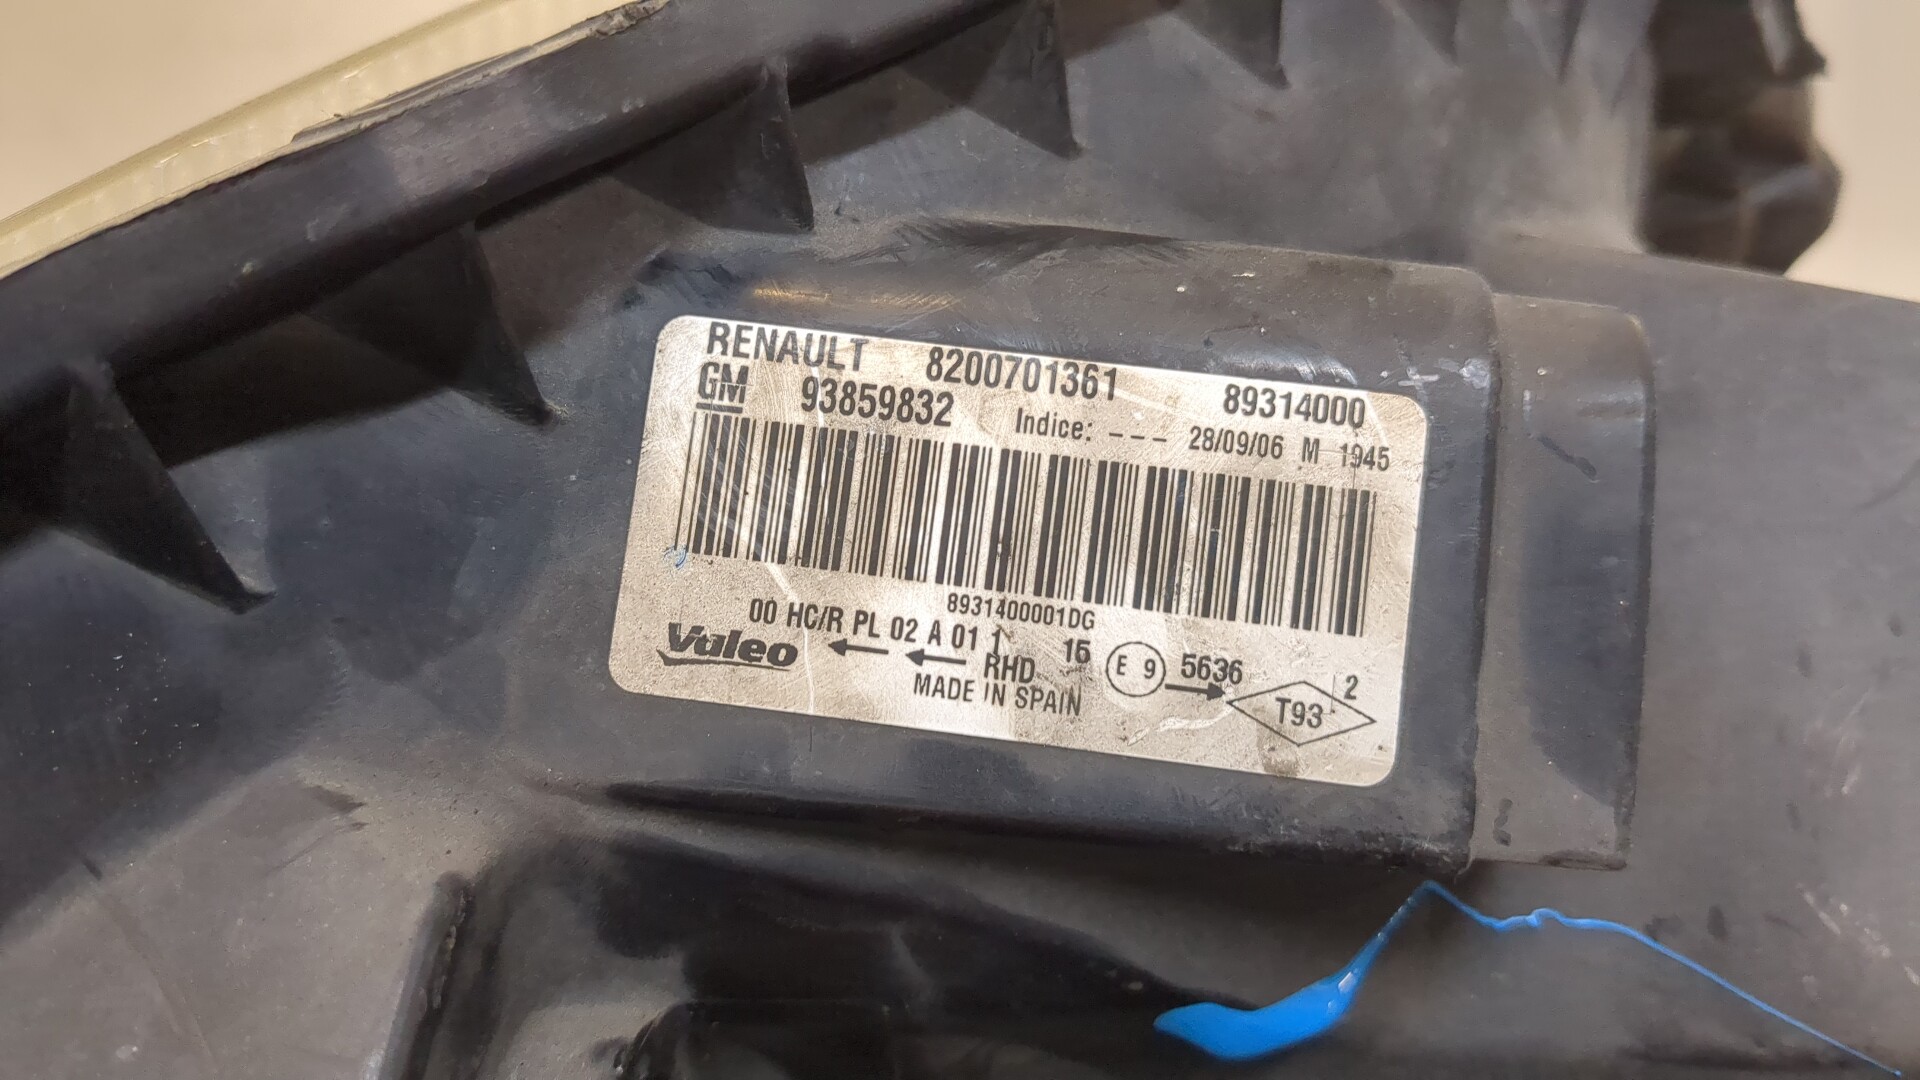 RENAULT 8200701361 89314000
GM 93859832 Indice: --- 28/09/06 M 1945
8931400001DG
00 HC/R PL 02 A 01 1 16 E 9 5636 2
Valeo RHD T93
MADE IN SPAIN